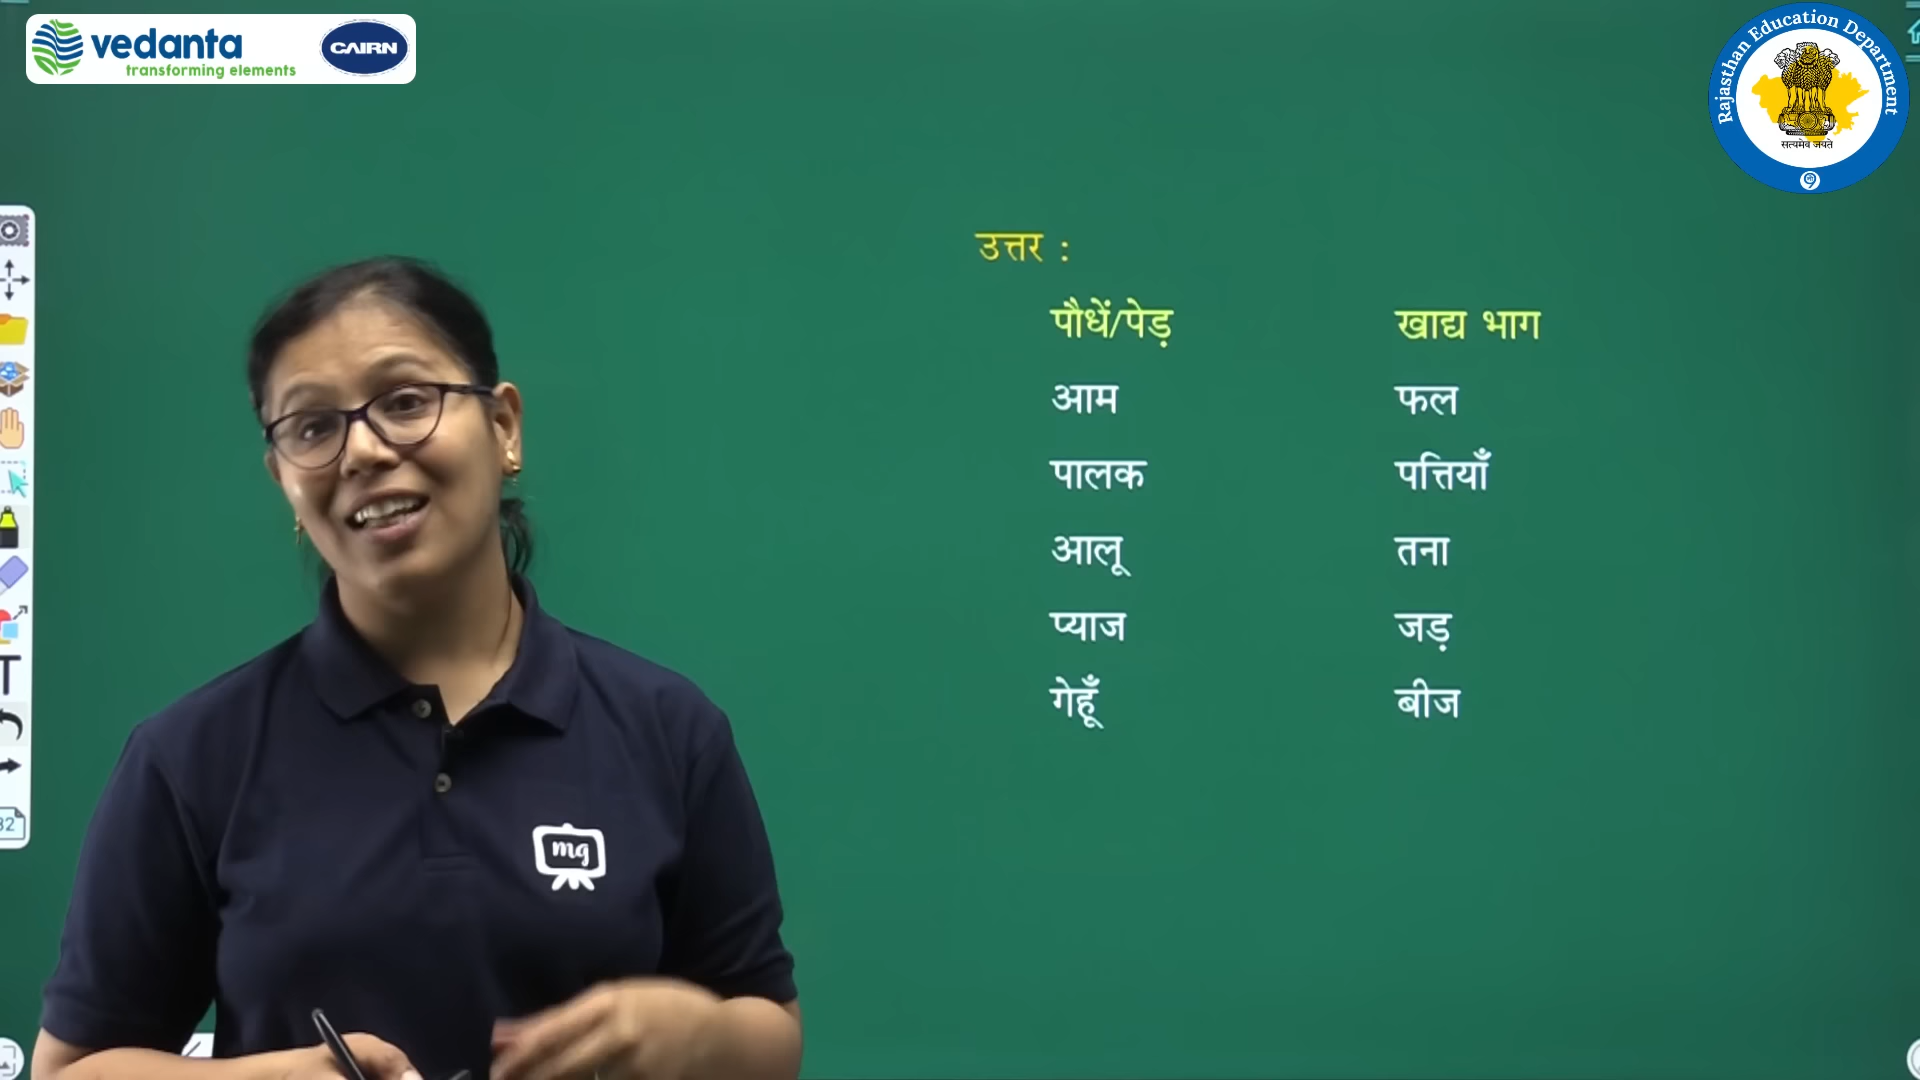 vedanta
transforming elements
CAIRN
Rajasthan Education Department
सत्यमेव जयते
उत्तर :
पौधें/पेड़ खाद्य भाग
आम फल
पालक पत्तियाँ
आलू तना
प्याज जड़
गेहूँ बीज
mg
T
32